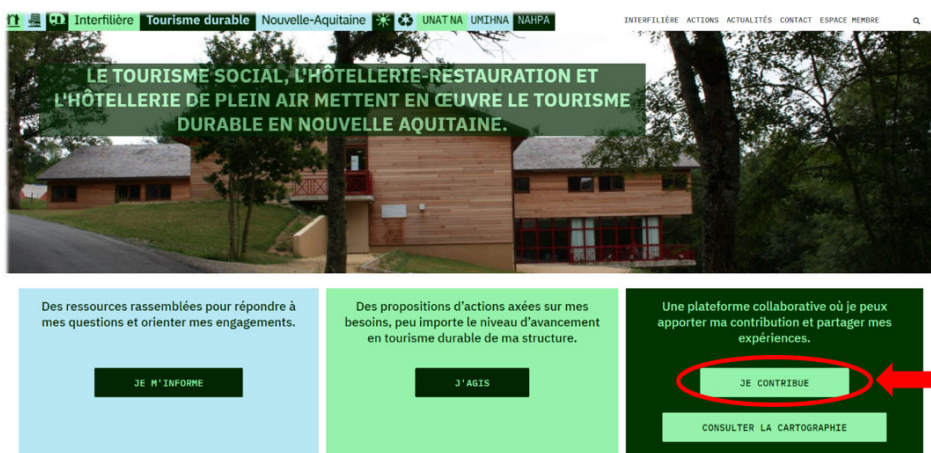 Interfilière Tourisme durable Nouvelle-Aquitaine UNAT NA UMIHNA NAHPA
INTERFILIÈRE ACTIONS ACTUALITÉS CONTACT ESPACE MEMBRE
LE TOURISME SOCIAL, L'HÔTELLERIE-RESTAURATION ET
L'HÔTELLERIE DE PLEIN AIR METTENT EN ŒUVRE LE TOURISME
DURABLE EN NOUVELLE AQUITAINE.
Des ressources rassemblées pour répondre à
mes questions et orienter mes engagements.
JE M'INFORME
Des propositions d'actions axées sur mes
besoins, peu importe le niveau d'avancement
en tourisme durable de ma structure.
J'AGIS
Une plateforme collaborative où je peux
apporter ma contribution et partager mes
expériences.
JE CONTRIBUE
CONSULTER LA CARTOGRAPHIE